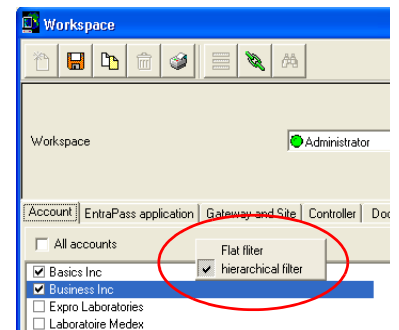 Workspace
Workspace
Administrator
Account EntraPass application Gateway and Site Controller Doo
All accounts
Flat fliter
hierarchical filter
Basics Inc
Business Inc
Expro Laboratories
Laboratoire Medex